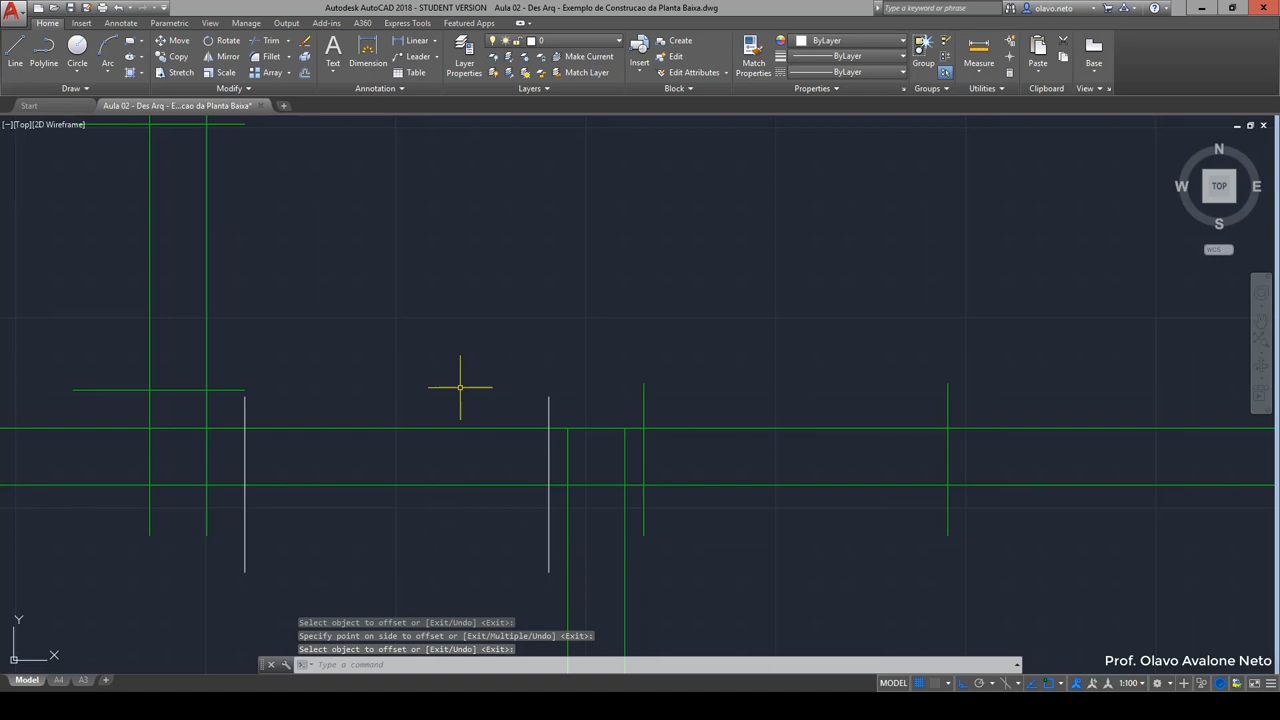 Autodesk AutoCAD 2018 - STUDENT VERSION Aula 02 - Des Arq - Exemplo de Construcao da Planta Baixa.dwg
Type a keyword or phrase
olavo.neto
Home Insert Annotate Parametric View Manage Output Add-ins A360 Express Tools Featured Apps
Line
Polyline
Circle
Arc
Draw
Move Rotate Trim
Copy Mirror Fillet
Stretch Scale Array
Modify
Text
Dimension
Linear
Leader
Table
Annotation
Layer
Properties
0
Make Current
Match Layer
Layers
Insert
Create
Edit
Edit Attributes
Block
Match
Properties
ByLayer
ByLayer
ByLayer
Properties
Group
Groups
Measure
Utilities
Paste
Clipboard
Base
View
Start
Aula 02 - Des Arq - E...cao da Planta Baixa*
[−][Top][2D Wireframe]
N
W TOP E
S
WCS
Y
X
Select object to offset or [Exit/Undo] <Exit>:
Specify point on side to offset or [Exit/Multiple/Undo] <Exit>:
Select object to offset or [Exit/Undo] <Exit>:
Type a command
Prof. Olavo Avalone Neto
Model A4 A3
MODEL
1:100